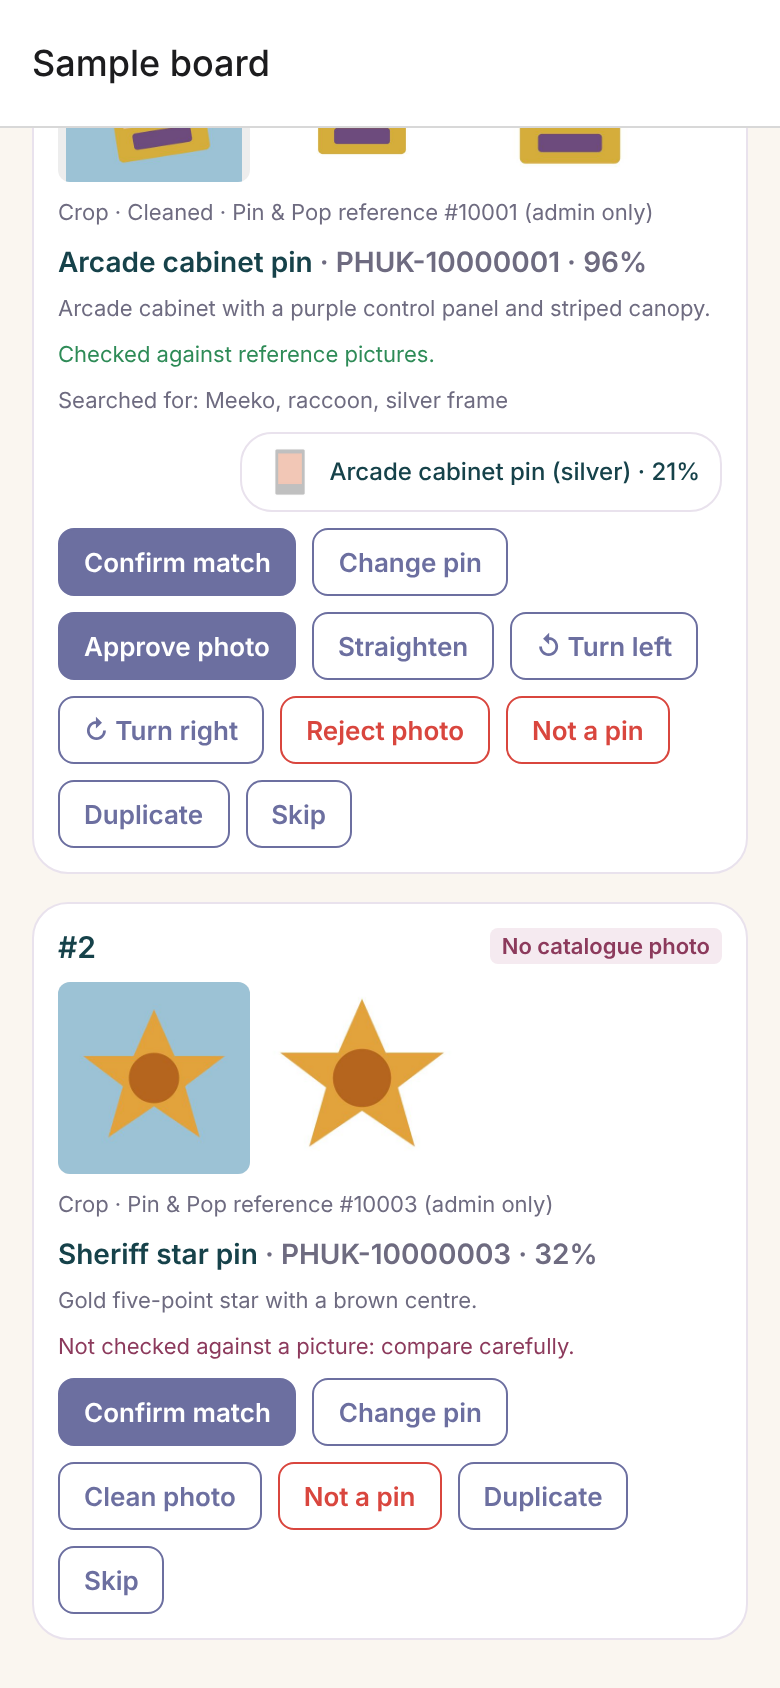 Sample board
Crop · Cleaned · Pin & Pop reference #10001 (admin only)
Arcade cabinet pin · PHUK-10000001 · 96%
Arcade cabinet with a purple control panel and striped canopy.
Checked against reference pictures.
Searched for: Meeko, raccoon, silver frame
Arcade cabinet pin (silver) · 21%
Confirm match
Change pin
Approve photo
Straighten
Turn left
Turn right
Reject photo
Not a pin
Duplicate
Skip
#2
No catalogue photo
Crop · Pin & Pop reference #10003 (admin only)
Sheriff star pin · PHUK-10000003 · 32%
Gold five-point star with a brown centre.
Not checked against a picture: compare carefully.
Confirm match
Change pin
Clean photo
Not a pin
Duplicate
Skip